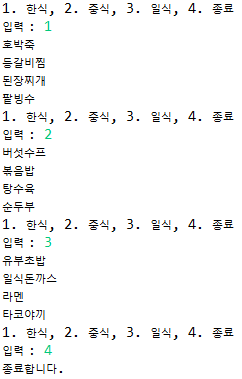 1. 한식, 2. 중식, 3. 일식, 4. 종료
입력 : 1
호박죽
등갈비찜
된장찌개
팥빙수
1. 한식, 2. 중식, 3. 일식, 4. 종료
입력 : 2
버섯수프
볶음밥
탕수육
순두부
1. 한식, 2. 중식, 3. 일식, 4. 종료
입력 : 3
유부초밥
일식돈까스
라멘
타코야끼
1. 한식, 2. 중식, 3. 일식, 4. 종료
입력 : 4
종료합니다.